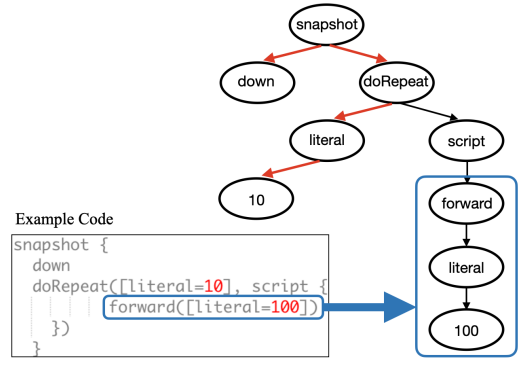 snapshot
down
doRepeat
literal
script
10
forward
literal
100
Example Code
snapshot {
down
doRepeat([literal=10], script {
forward([literal=100])
})
}